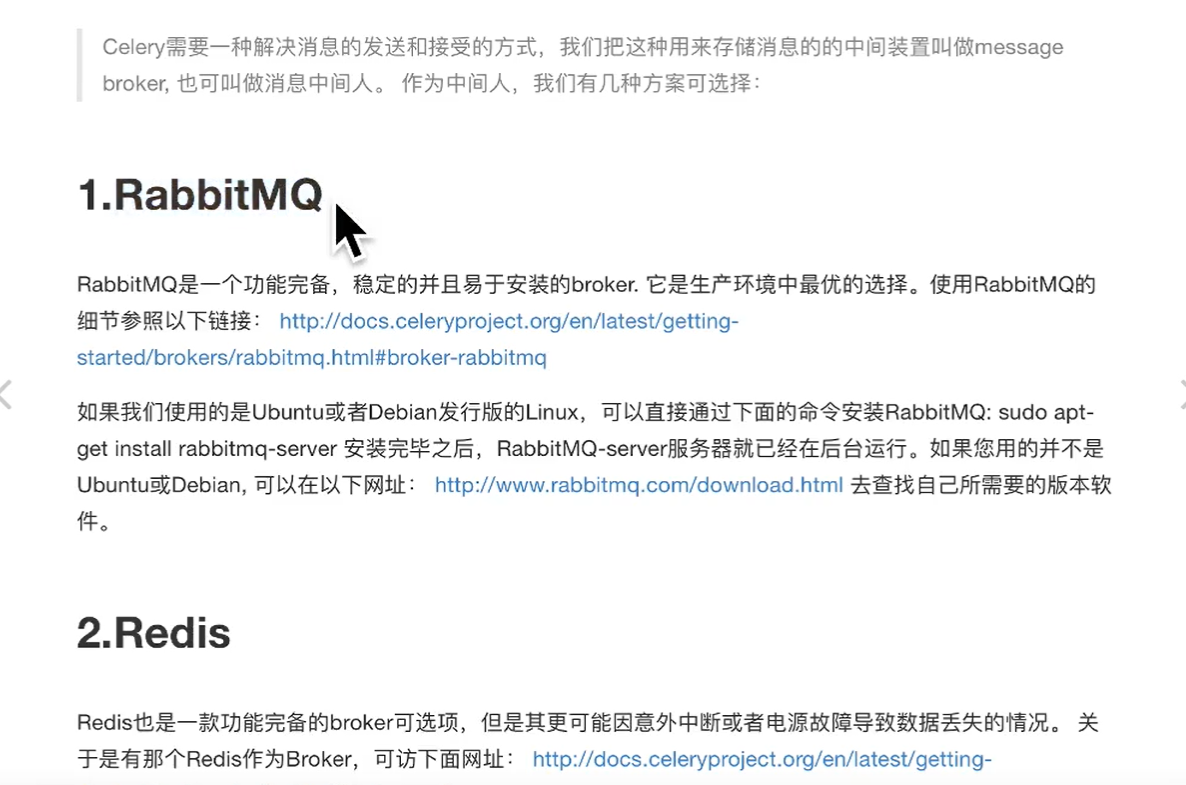 Celery需要一种解决消息的发送和接受的方式，我们把这种用来存储消息的的中间装置叫做message
broker, 也可叫做消息中间人。 作为中间人，我们有几种方案可选择：
1.RabbitMQ
RabbitMQ是一个功能完备，稳定的并且易于安装的broker. 它是生产环境中最优的选择。使用RabbitMQ的
细节参照以下链接： http://docs.celeryproject.org/en/latest/getting-
started/brokers/rabbitmq.html#broker-rabbitmq
如果我们使用的是Ubuntu或者Debian发行版的Linux，可以直接通过下面的命令安装RabbitMQ: sudo apt-
get install rabbitmq-server 安装完毕之后，RabbitMQ-server服务器就已经在后台运行。如果您用的并不是
Ubuntu或Debian, 可以在以下网址： http://www.rabbitmq.com/download.html 去查找自己所需要的版本软
件。
2.Redis
Redis也是一款功能完备的broker可选项，但是其更可能因意外中断或者电源故障导致数据丢失的情况。 关
于是有那个Redis作为Broker，可访下面网址： http://docs.celeryproject.org/en/latest/getting-